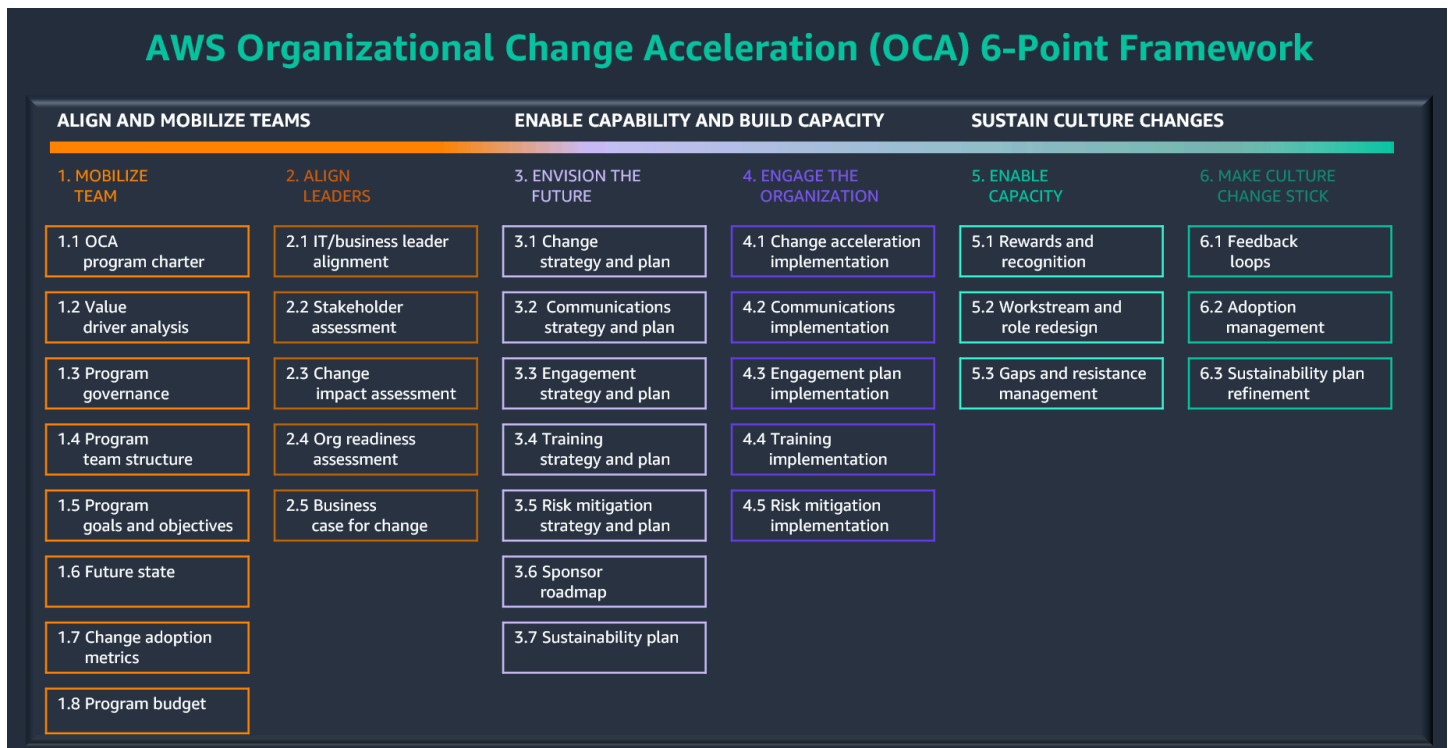 AWS Organizational Change Acceleration (OCA) 6-Point Framework
ALIGN AND MOBILIZE TEAMS
ENABLE CAPABILITY AND BUILD CAPACITY
SUSTAIN CULTURE CHANGES
1. MOBILIZE
TEAM
1.1 OCA
program charter
1.2 Value
driver analysis
1.3 Program
governance
1.4 Program
team structure
1.5 Program
goals and objectives
1.6 Future state
1.7 Change adoption
metrics
1.8 Program budget
2. ALIGN
LEADERS
2.1 IT/business leader
alignment
2.2 Stakeholder
assessment
2.3 Change
impact assessment
2.4 Org readiness
assessment
2.5 Business
case for change
3. ENVISION THE
FUTURE
3.1 Change
strategy and plan
3.2 Communications
strategy and plan
3.3 Engagement
strategy and plan
3.4 Training
strategy and plan
3.5 Risk mitigation
strategy and plan
3.6 Sponsor
roadmap
3.7 Sustainability plan
4. ENGAGE THE
ORGANIZATION
4.1 Change acceleration
implementation
4.2 Communications
implementation
4.3 Engagement plan
implementation
4.4 Training
implementation
4.5 Risk mitigation
implementation
5. ENABLE
CAPACITY
5.1 Rewards and
recognition
5.2 Workstream and
role redesign
5.3 Gaps and resistance
management
6. MAKE CULTURE
CHANGE STICK
6.1 Feedback
loops
6.2 Adoption
management
6.3 Sustainability plan
refinement